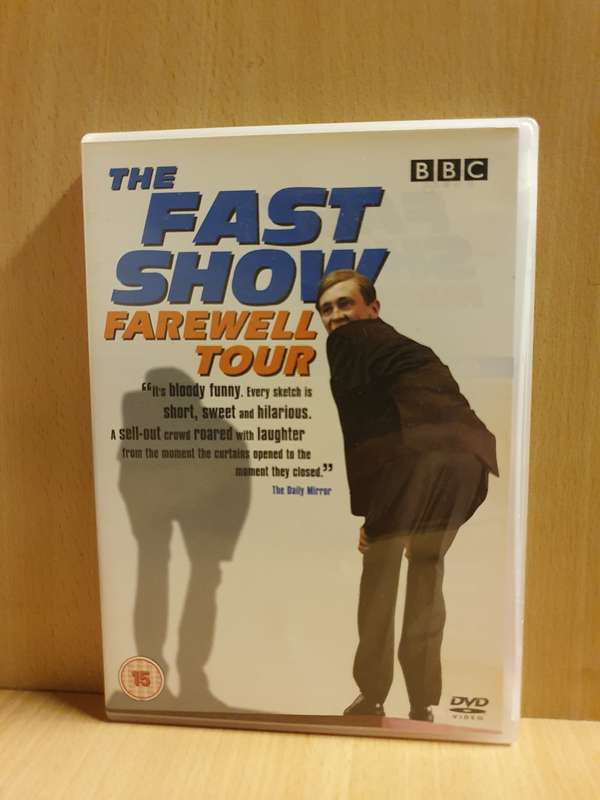 THE
BBC
FAST
SHOW
FAREWELL
TOUR
“It's bloody funny. Every sketch is
short, sweet and hilarious.
A sell-out crowd roared with laughter
from the moment the curtains opened to the
moment they closed.”
The Daily Mirror
15
DVD
VIDEO